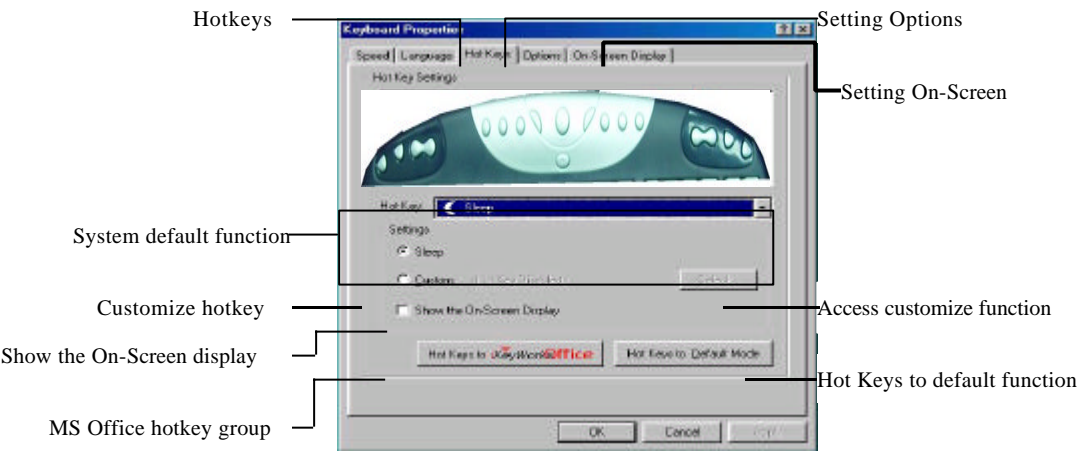 Hotkeys
Setting Options
Keyboard Properties
Speed Language Hot Keys Options On-Screen Display
Hot Key Settings
Setting On-Screen
Hot Key: Sleep
System default function
Settings
Sleep
Custom
Customize hotkey
Show the On-Screen Display
Access customize function
Show the On-Screen display
Hot Keys to iKeyWorks Office
Hot Keys to Default Mode
Hot Keys to default function
MS Office hotkey group
OK Cancel Apply